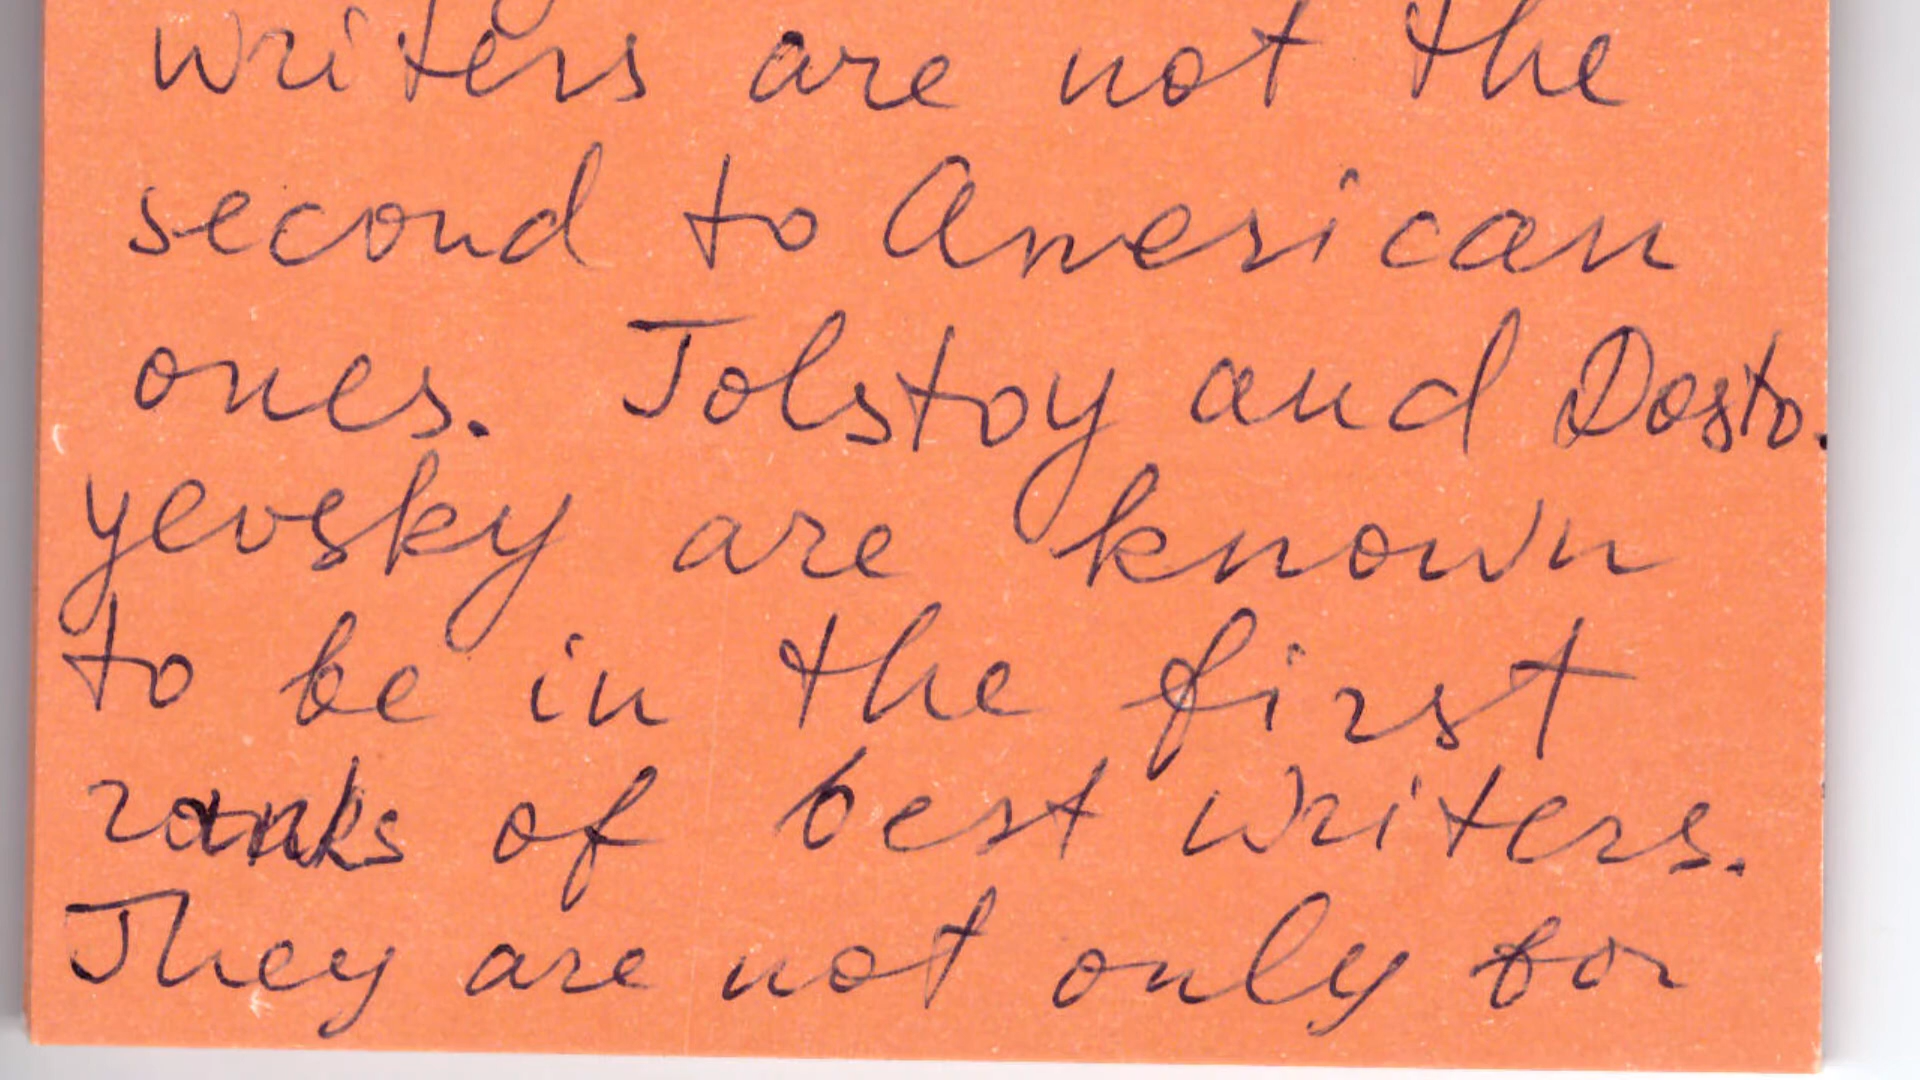 writers are not the
second to American
ones. Tolstoy and Dosto-
yevsky are known
to be in the first
ranks of best writers.
They are not only for